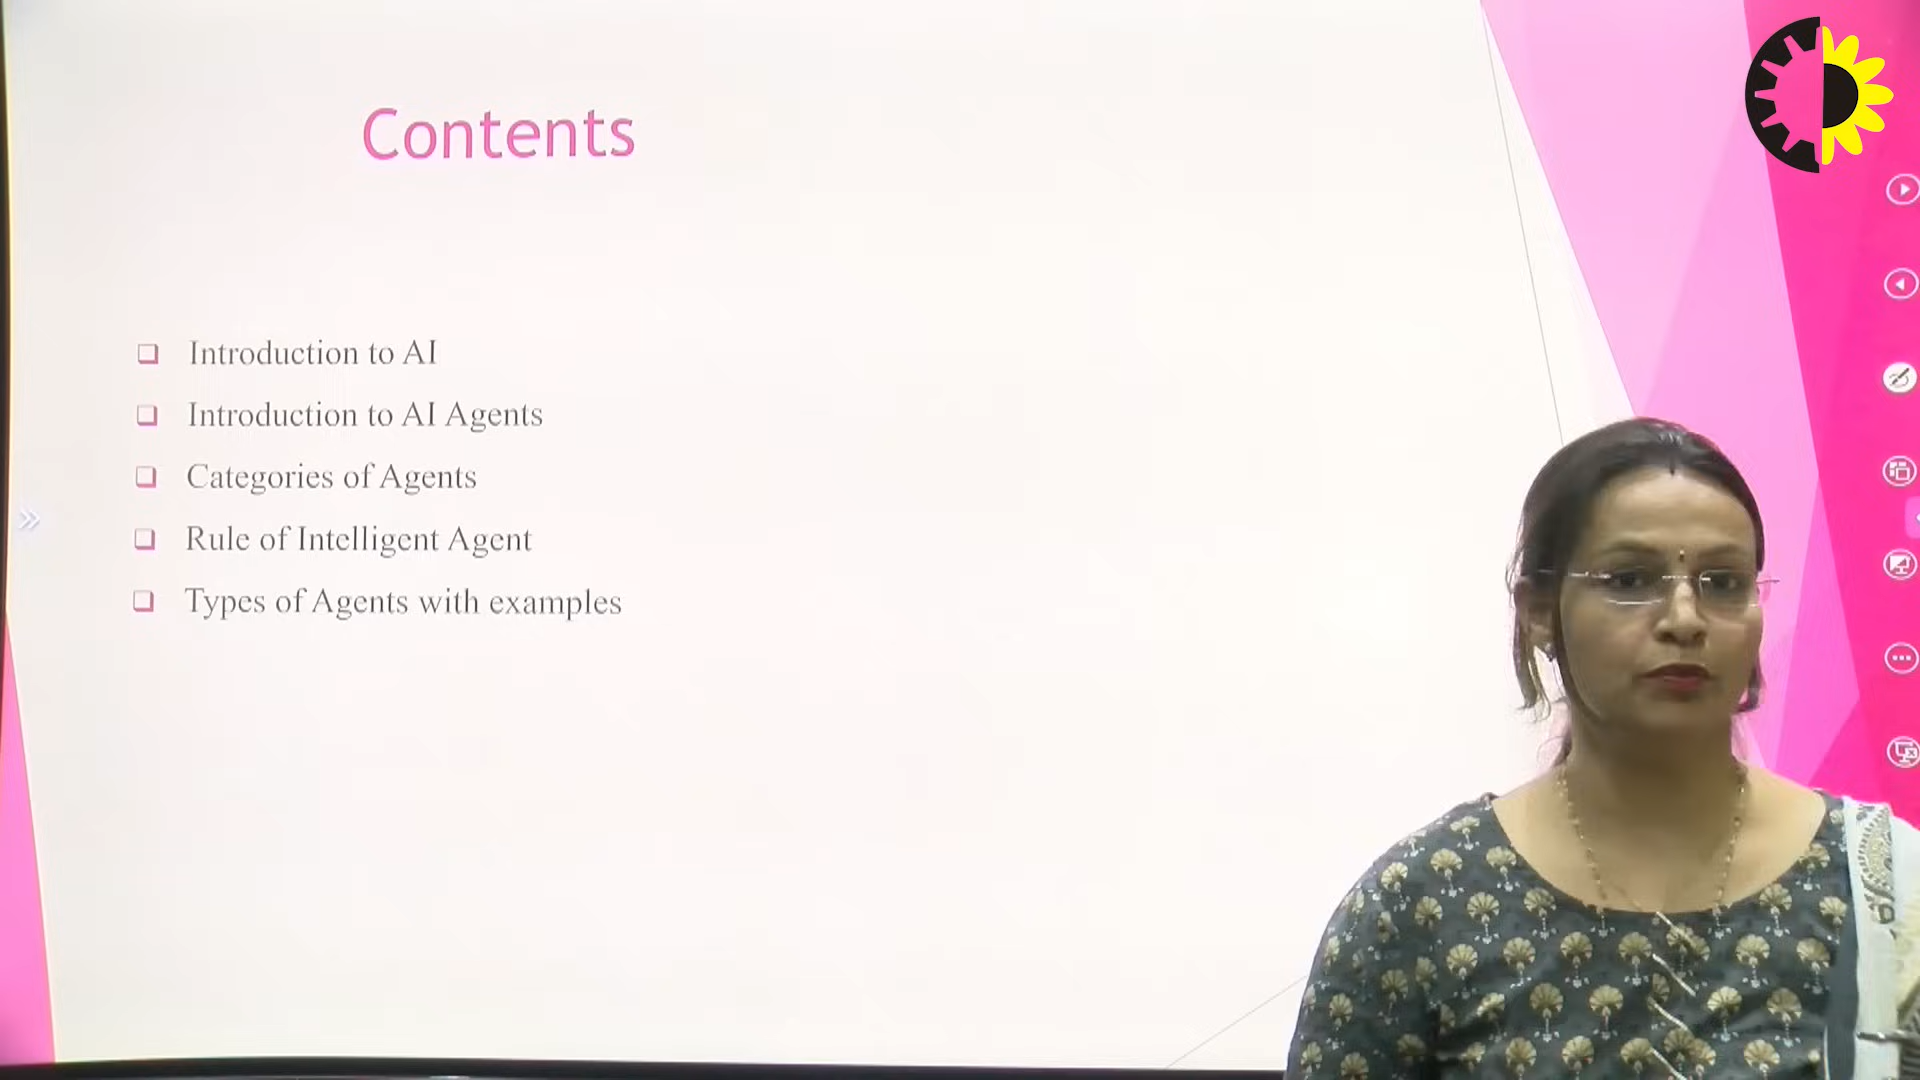 Contents
Introduction to AI
Introduction to AI Agents
Categories of Agents
Rule of Intelligent Agent
Types of Agents with examples